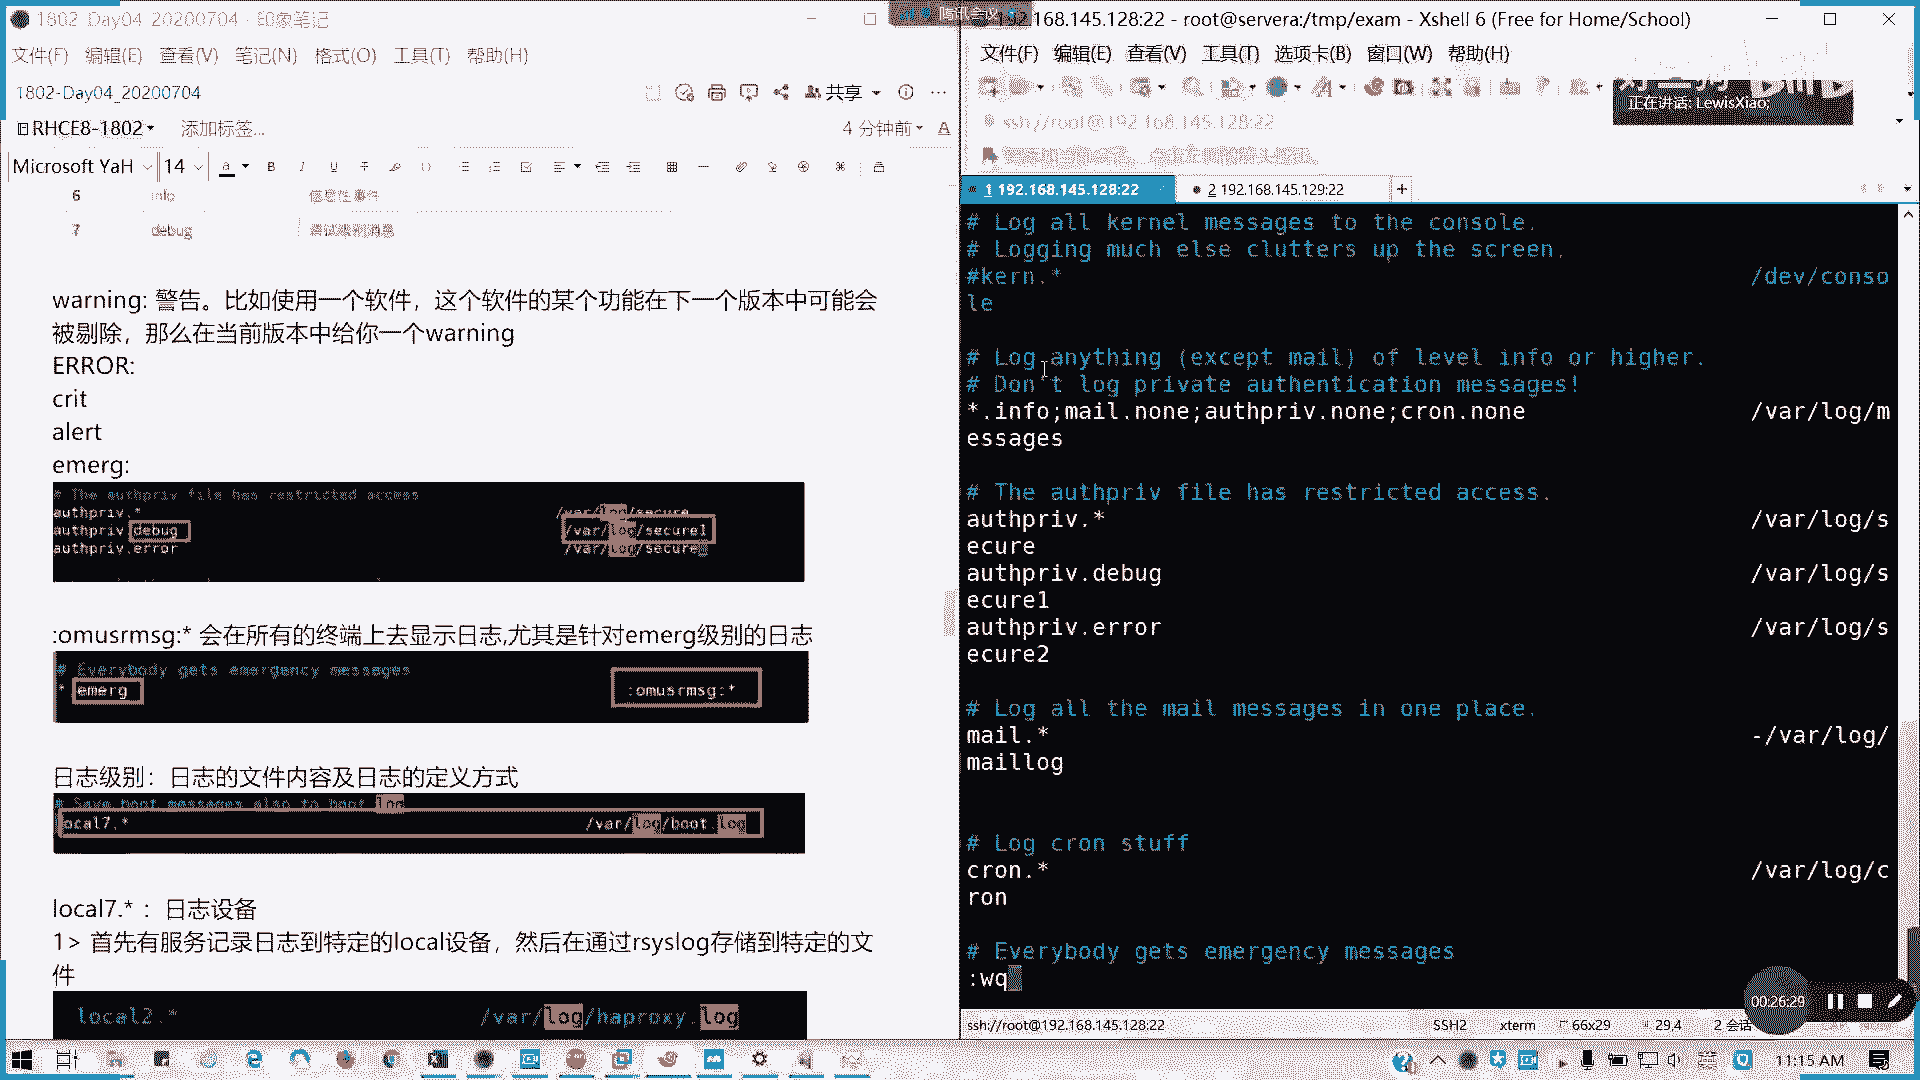 1802-Day04_20200704 - 印象笔记
文件(F) 编辑(E) 查看(V) 笔记(N) 格式(O) 工具(T) 帮助(H)
1802-Day04_20200704
共享
RHCE8-1802
添加标签...
4 分钟前
Microsoft YaH
14
6 info 信息性事件
7 debug 调试级别消息
warning: 警告。比如使用一个软件，这个软件的某个功能在下一个版本中可能会
被剔除，那么在当前版本中给你一个warning
ERROR:
crit
alert
emerg:
# The authpriv file has restricted access
authpriv.* /var/log/secure
authpriv.debug /var/log/secure1
authpriv.error /var/log/secure
:omusrmsg:* 会在所有的终端上去显示日志,尤其是针对emerg级别的日志
# Everybody gets emergency messages
*.emerg :omusrmsg:*
日志级别：日志的文件内容及日志的定义方式
# Save boot messages also to boot.log
local7.* /var/log/boot.log
local7.* ：日志设备
1> 首先有服务记录日志到特定的local设备，然后在通过rsyslog存储到特定的文
件
local2.* /var/log/haproxy.log
腾讯会议
192.168.145.128:22 - root@servera:/tmp/exam - Xshell 6 (Free for Home/School)
文件(F) 编辑(E) 查看(V) 工具(T) 选项卡(B) 窗口(W) 帮助(H)
正在讲话: LewisXiao;
ssh://root@192.168.145.128:22
1 192.168.145.128:22
2 192.168.145.129:22
# Log all kernel messages to the console.
# Logging much else clutters up the screen.
#kern.* /dev/conso
le
# Log anything (except mail) of level info or higher.
# Don't log private authentication messages!
*.info;mail.none;authpriv.none;cron.none /var/log/m
essages
# The authpriv file has restricted access.
authpriv.* /var/log/s
ecure
authpriv.debug /var/log/s
ecure1
authpriv.error /var/log/s
ecure2
# Log all the mail messages in one place.
mail.* -/var/log/
maillog
# Log cron stuff
cron.* /var/log/c
ron
# Everybody gets emergency messages
:wq
00:26:29
ssh://root@192.168.145.128:22
SSH2
xterm
66x29
29,4
2 会话
11:15 AM